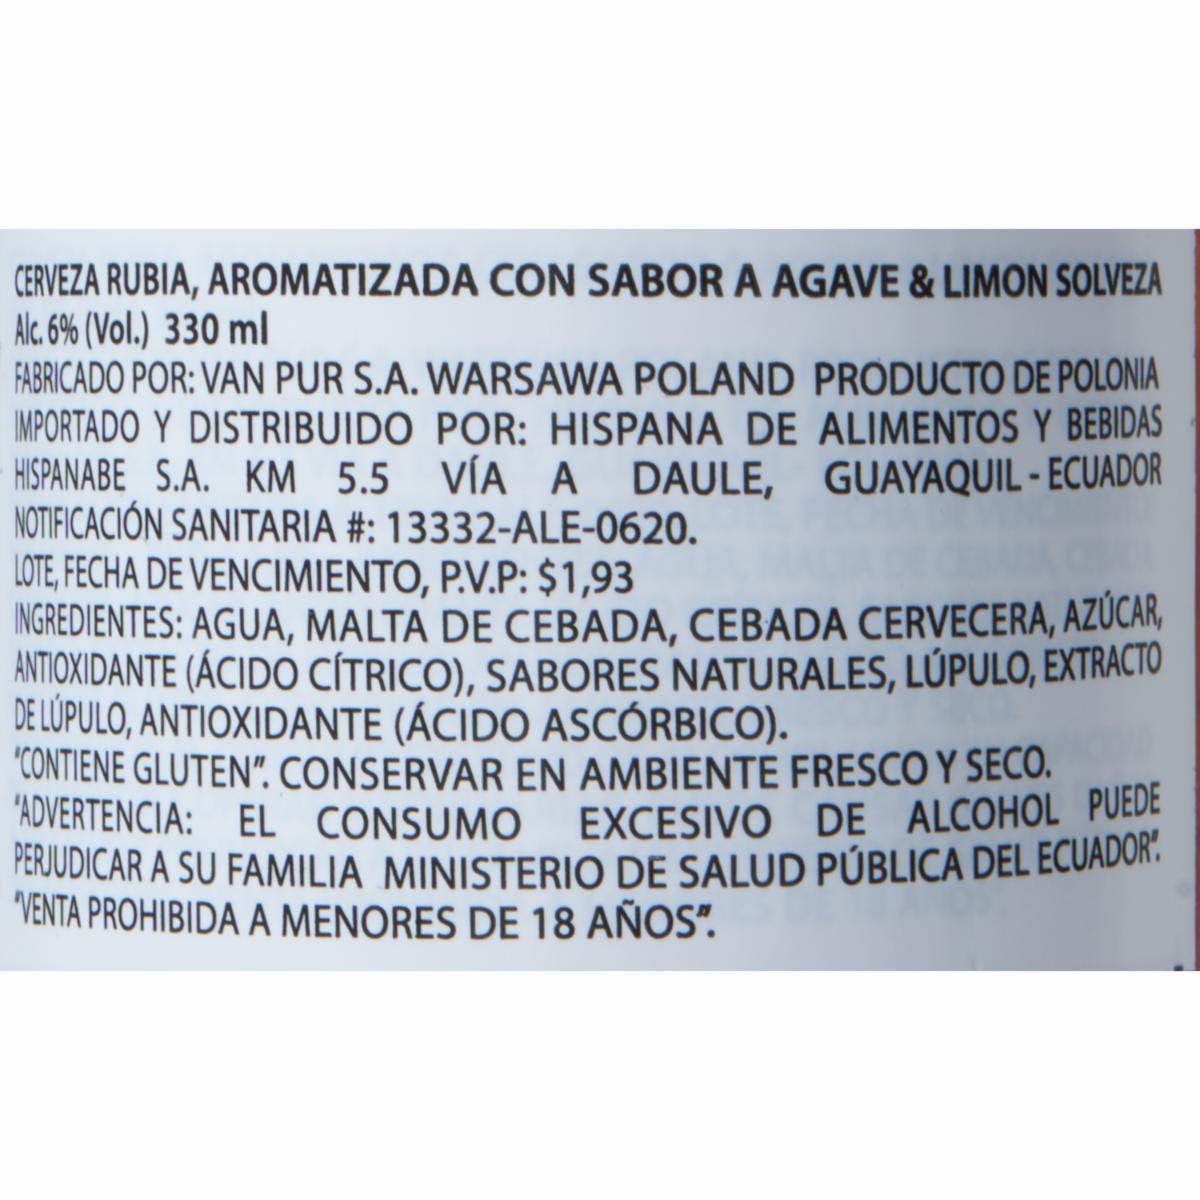 CERVEZA RUBIA, AROMATIZADA CON SABOR A AGAVE & LIMON SOLVEZA
Alc. 6% (Vol.) 330 ml
FABRICADO POR: VAN PUR S.A. WARSAWA POLAND PRODUCTO DE POLONIA
IMPORTADO Y DISTRIBUIDO POR: HISPANA DE ALIMENTOS Y BEBIDAS
HISPANABE S.A. KM 5.5 VÍA A DAULE, GUAYAQUIL - ECUADOR
NOTIFICACIÓN SANITARIA #: 13332-ALE-0620.
LOTE, FECHA DE VENCIMIENTO, P.V.P: $1,93
INGREDIENTES: AGUA, MALTA DE CEBADA, CEBADA CERVECERA, AZÚCAR,
ANTIOXIDANTE (ÁCIDO CÍTRICO), SABORES NATURALES, LÚPULO, EXTRACTO
DE LÚPULO, ANTIOXIDANTE (ÁCIDO ASCÓRBICO).
"CONTIENE GLUTEN". CONSERVAR EN AMBIENTE FRESCO Y SECO.
"ADVERTENCIA: EL CONSUMO EXCESIVO DE ALCOHOL PUEDE
PERJUDICAR A SU FAMILIA MINISTERIO DE SALUD PÚBLICA DEL ECUADOR".
"VENTA PROHIBIDA A MENORES DE 18 AÑOS".